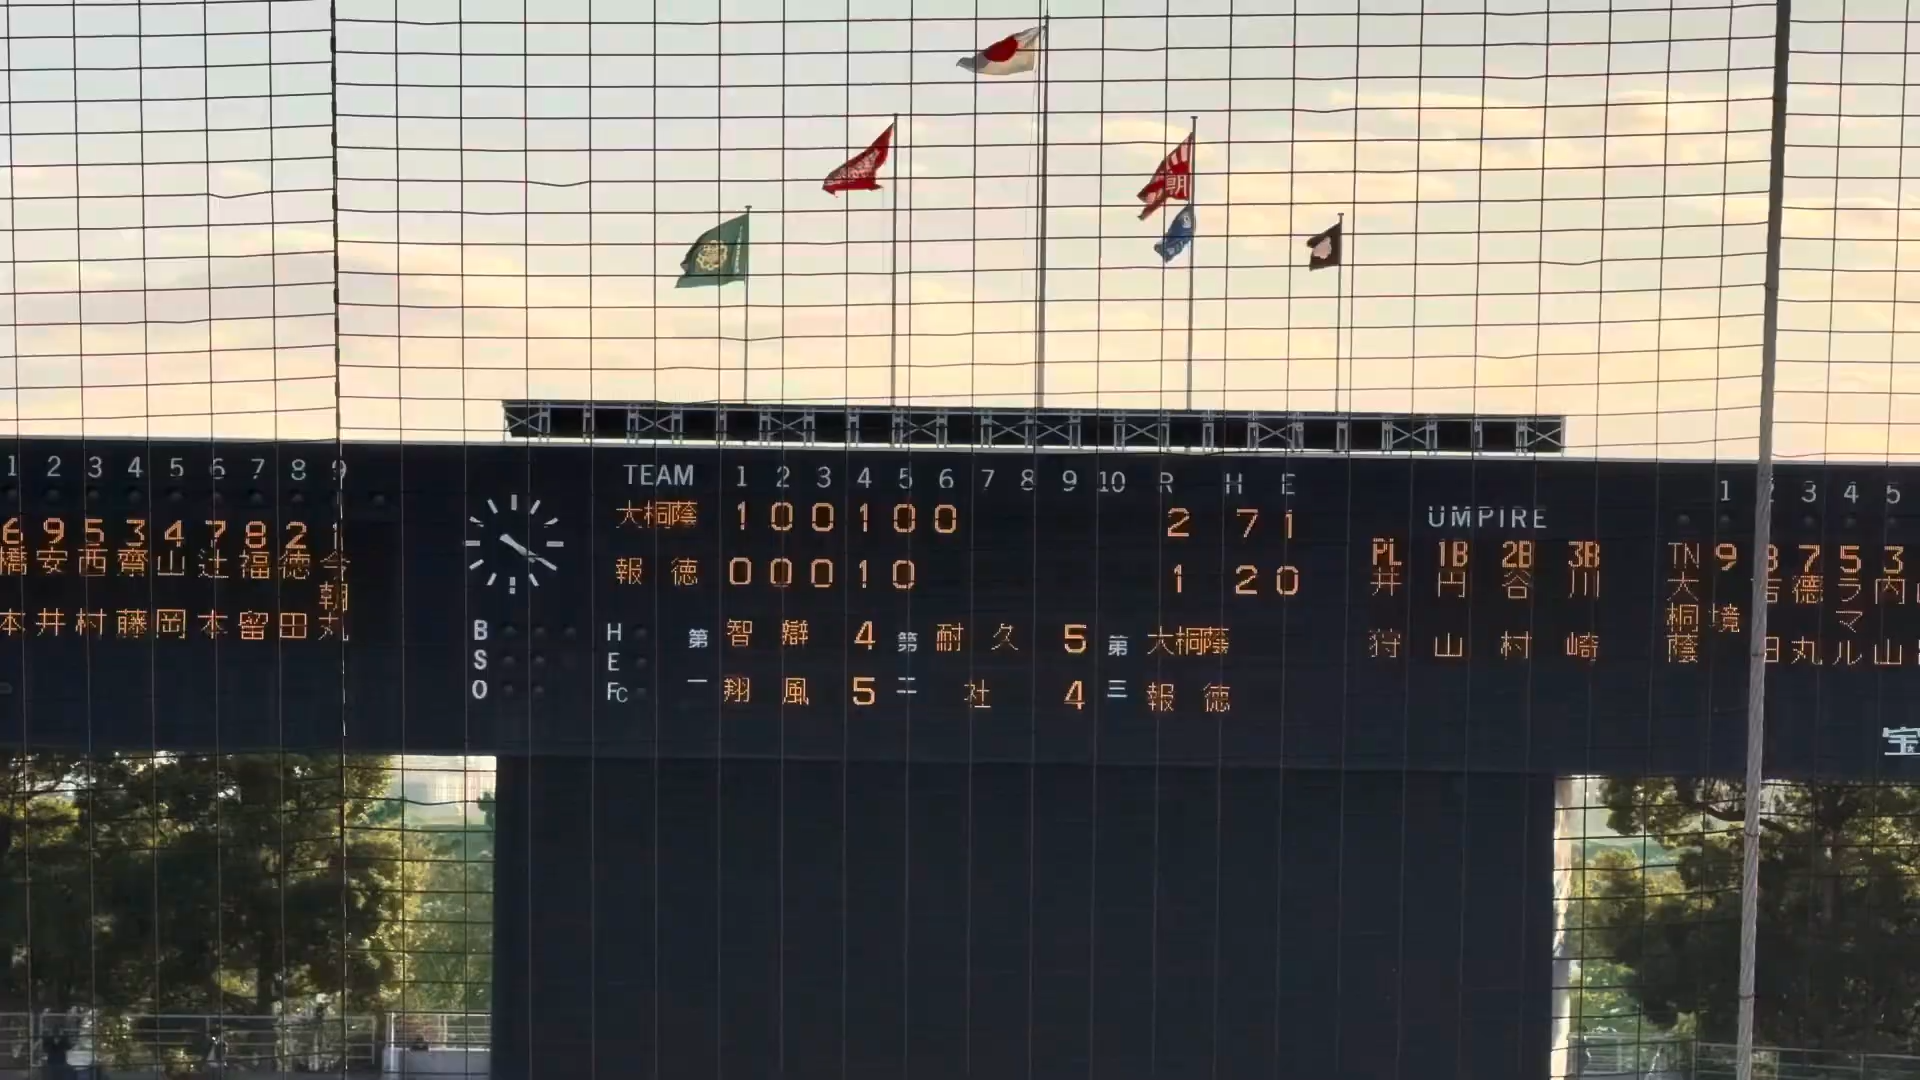 朝
1 2 3 4 5 6 7 8 9
6 9 5 3 4 7 8 2 1
橋 安 西 齋 山 辻 福 徳 今
朝
本 井 村 藤 岡 本 留 田 丸
TEAM 1 2 3 4 5 6 7 8 9 10 R H E
大桐蔭 1 0 0 1 0 0 2 7 1
報徳 0 0 0 1 0 1 2 0
B
S
O
H
E
FC
第一 智辯 4
翔風 5
第二 耐久 5
社 4
第三 大桐蔭
報徳
UMPIRE
PL 1B 2B 3B
井 円 谷 川
狩 山 村 崎
1 2 3 4 5
TN 9 8 7 5 3
大桐蔭
境
吉田
徳丸
ラマル
内山
宝